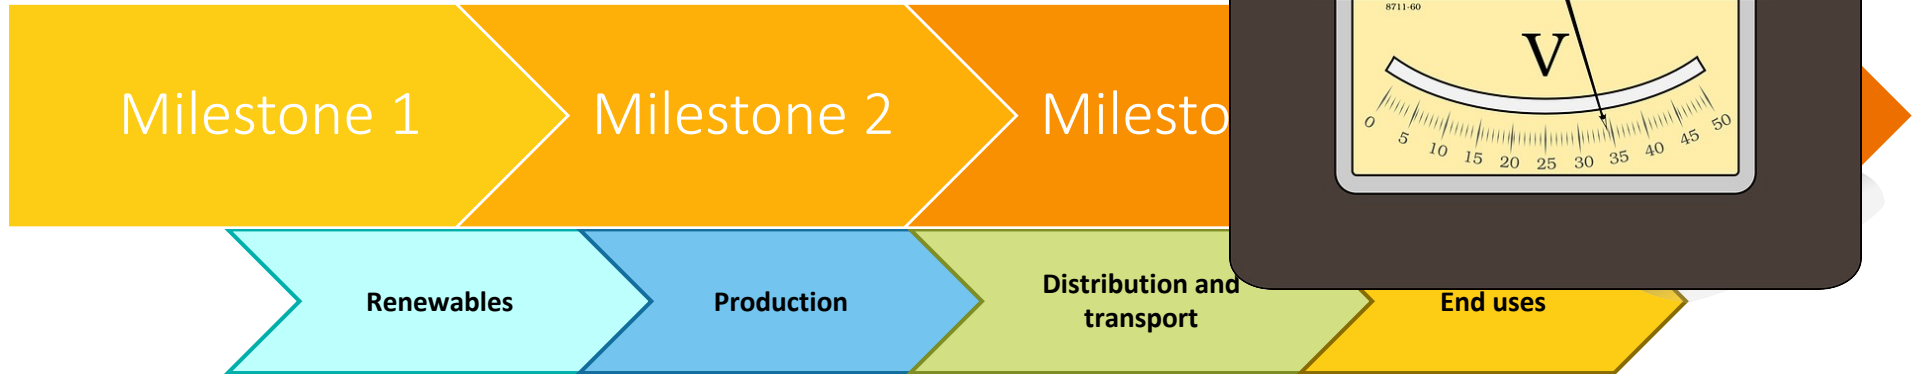 8711-60
V
0 5 10 15 20 25 30 35 40 45 50
Milestone 1
Milestone 2
Milesto
Renewables
Production
Distribution and
transport
End uses